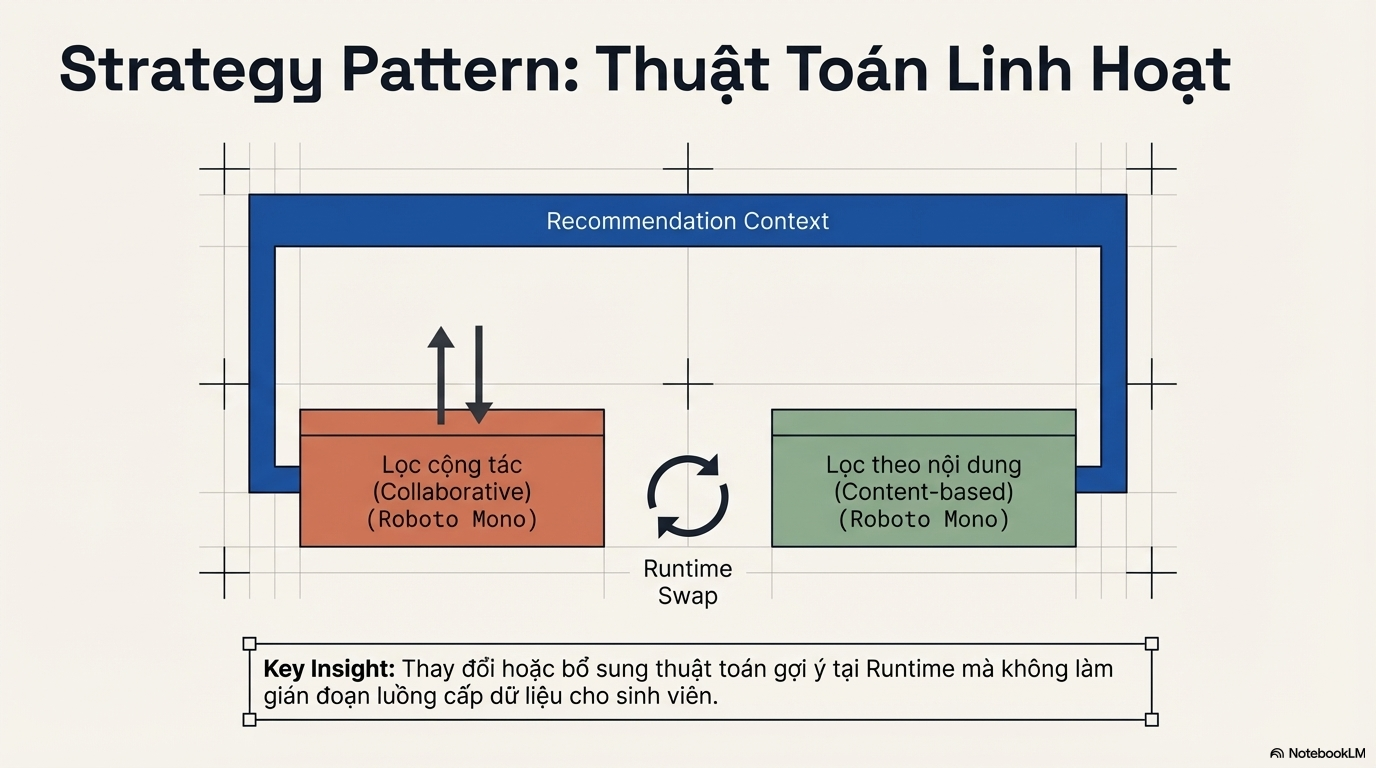 Strategy Pattern: Thuật Toán Linh Hoạt
Recommendation Context
Lọc cộng tác
(Collaborative)
(Roboto Mono)
Lọc theo nội dung
(Content-based)
(Roboto Mono)
Runtime
Swap
Key Insight: Thay đổi hoặc bổ sung thuật toán gợi ý tại Runtime mà không làm
gián đoạn luồng cấp dữ liệu cho sinh viên.
NotebookLM